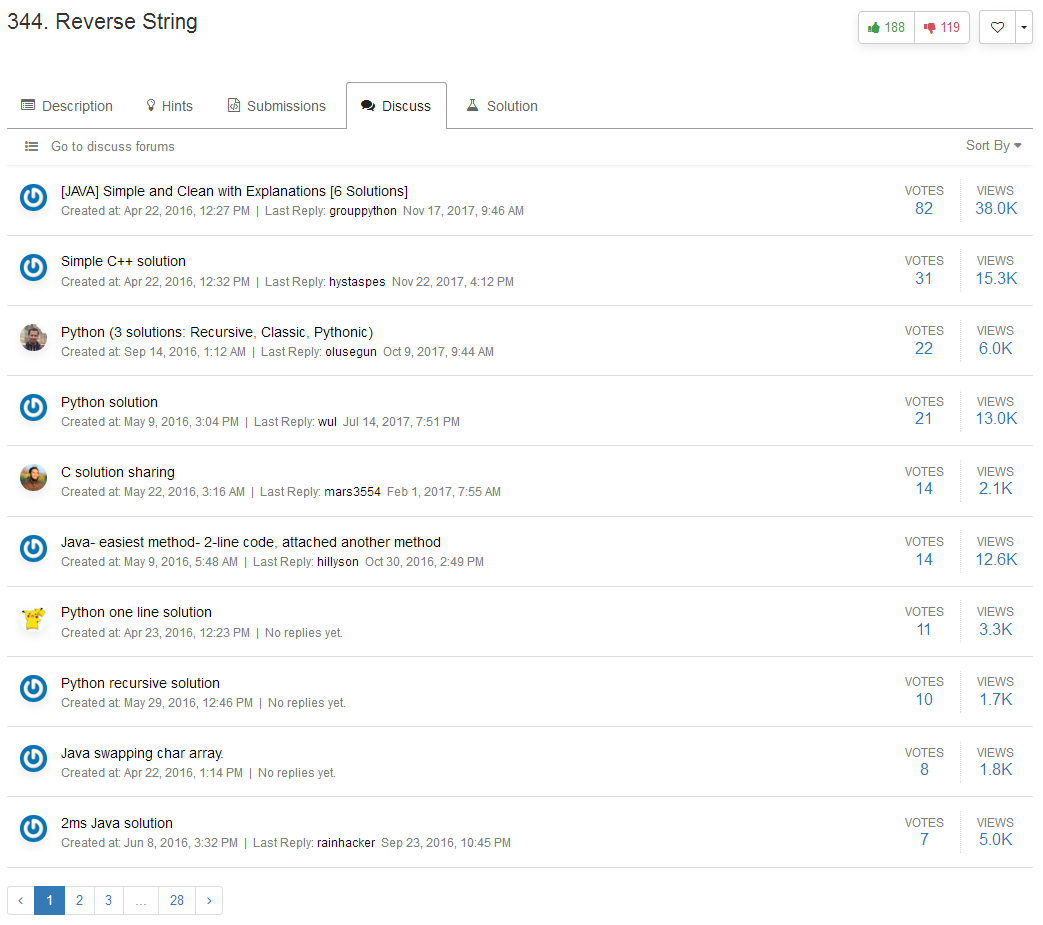 344. Reverse String
188 119
Description Hints Submissions Discuss Solution
Go to discuss forums Sort By
[JAVA] Simple and Clean with Explanations [6 Solutions] VOTES VIEWS
Created at: Apr 22, 2016, 12:27 PM | Last Reply: grouppython Nov 17, 2017, 9:46 AM 82 38.0K
Simple C++ solution VOTES VIEWS
Created at: Apr 22, 2016, 12:32 PM | Last Reply: hystaspes Nov 22, 2017, 4:12 PM 31 15.3K
Python (3 solutions: Recursive, Classic, Pythonic) VOTES VIEWS
Created at: Sep 14, 2016, 1:12 AM | Last Reply: olusegun Oct 9, 2017, 9:44 AM 22 6.0K
Python solution VOTES VIEWS
Created at: May 9, 2016, 3:04 PM | Last Reply: wul Jul 14, 2017, 7:51 PM 21 13.0K
C solution sharing VOTES VIEWS
Created at: May 22, 2016, 3:16 AM | Last Reply: mars3554 Feb 1, 2017, 7:55 AM 14 2.1K
Java- easiest method- 2-line code, attached another method VOTES VIEWS
Created at: May 9, 2016, 5:48 AM | Last Reply: hillyson Oct 30, 2016, 2:49 PM 14 12.6K
Python one line solution VOTES VIEWS
Created at: Apr 23, 2016, 12:23 PM | No replies yet. 11 3.3K
Python recursive solution VOTES VIEWS
Created at: May 29, 2016, 12:46 PM | No replies yet. 10 1.7K
Java swapping char array. VOTES VIEWS
Created at: Apr 22, 2016, 1:14 PM | No replies yet. 8 1.8K
2ms Java solution VOTES VIEWS
Created at: Jun 8, 2016, 3:32 PM | Last Reply: rainhacker Sep 23, 2016, 10:45 PM 7 5.0K
‹ 1 2 3 ... 28 ›